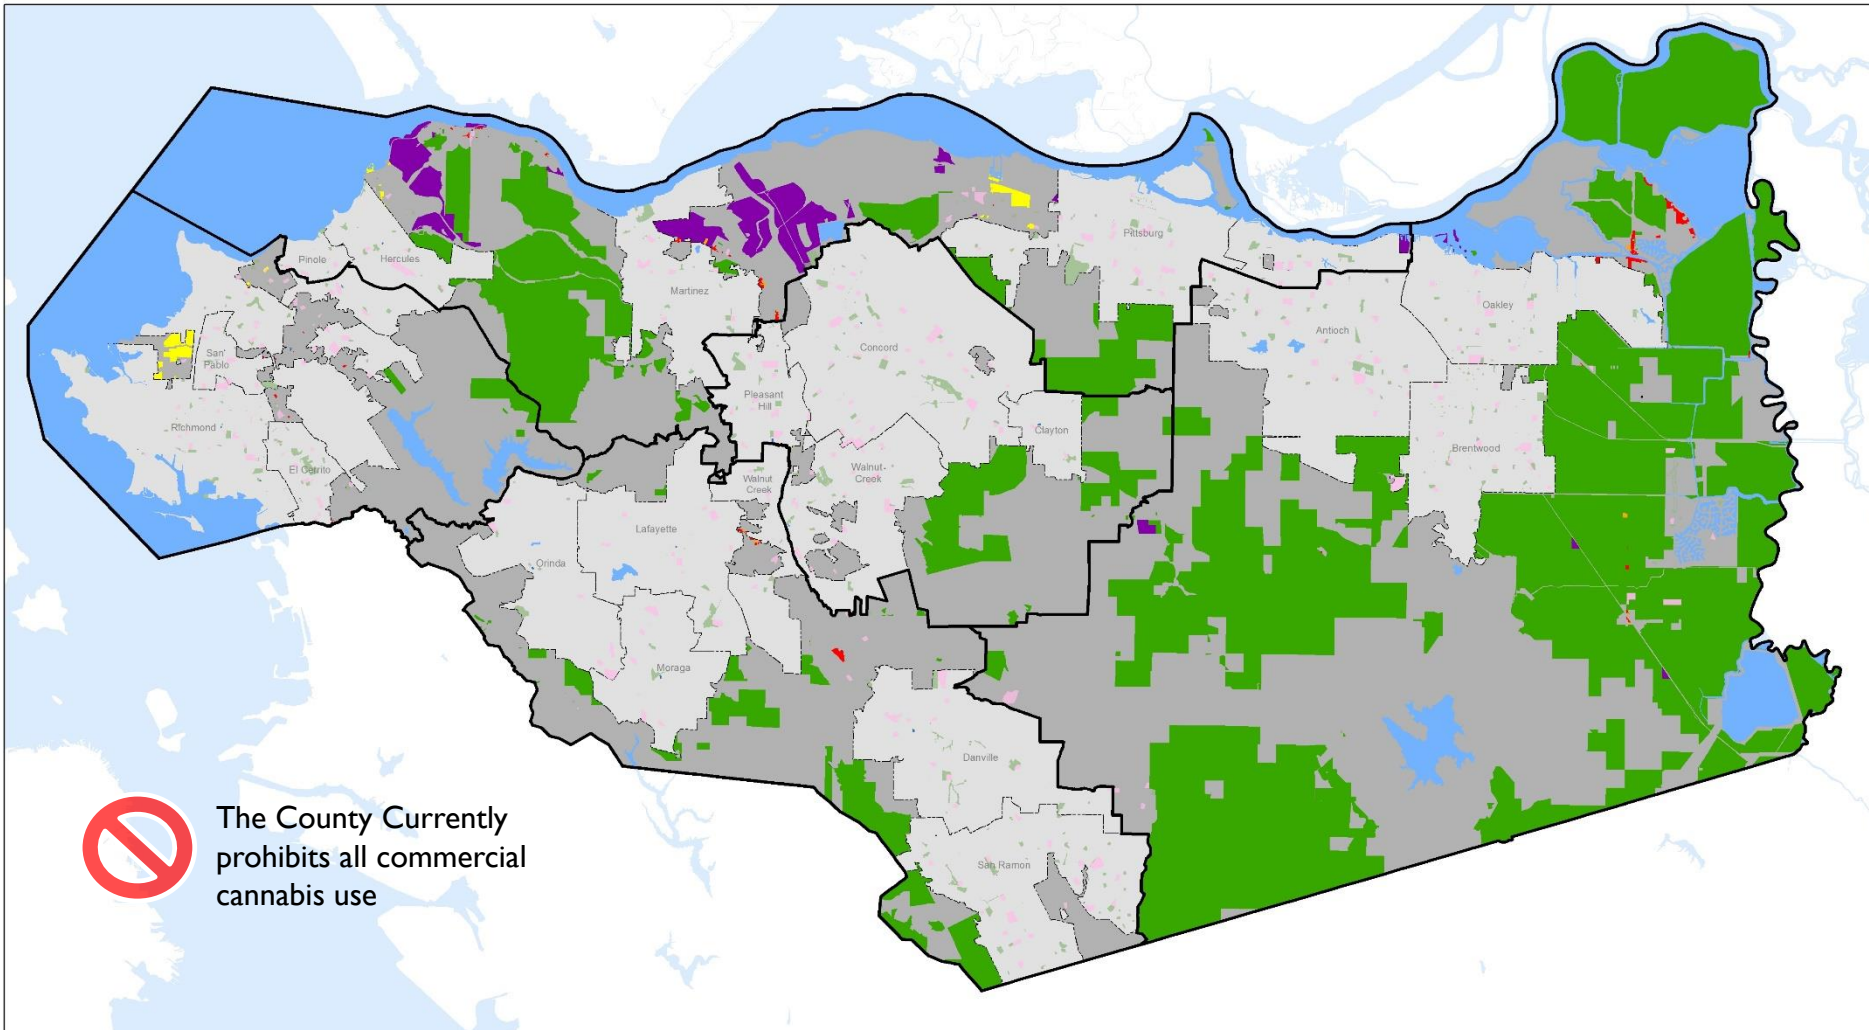 Pinole
Hercules
Martinez
Pittsburg
Antioch
Oakley
San
Pablo
Concord
Pleasant
Hill
Richmond
Clayton
El Cerrito
Brentwood
Walnut
Creek
Walnut
Creek
Lafayette
Orinda
Moraga
Danville
San Ramon
The County Currently
prohibits all commercial
cannabis use